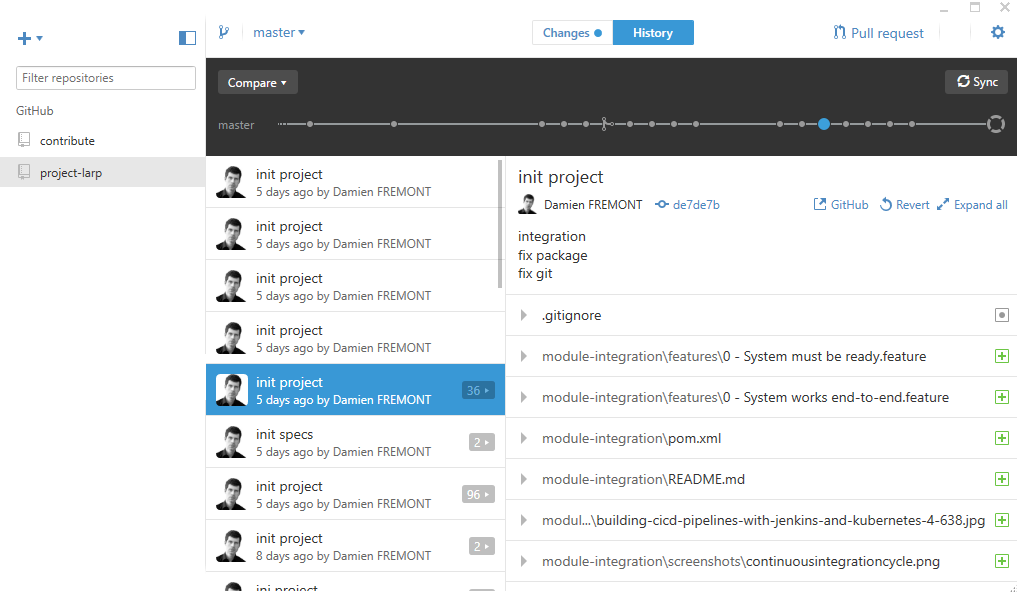 master
Changes
History
Pull request
Filter repositories
GitHub
contribute
project-larp
Compare
Sync
master
init project
5 days ago by Damien FREMONT
init project
5 days ago by Damien FREMONT
init project
5 days ago by Damien FREMONT
init project
5 days ago by Damien FREMONT
init project
5 days ago by Damien FREMONT
36
init specs
5 days ago by Damien FREMONT
2
init project
5 days ago by Damien FREMONT
96
init project
8 days ago by Damien FREMONT
2
ini project
init project
Damien FREMONT
de7de7b
GitHub
Revert
Expand all
integration
fix package
fix git
.gitignore
module-integration\features\0 - System must be ready.feature
module-integration\features\0 - System works end-to-end.feature
module-integration\pom.xml
module-integration\README.md
modul...\building-cicd-pipelines-with-jenkins-and-kubernetes-4-638.jpg
module-integration\screenshots\continuousintegrationcycle.png